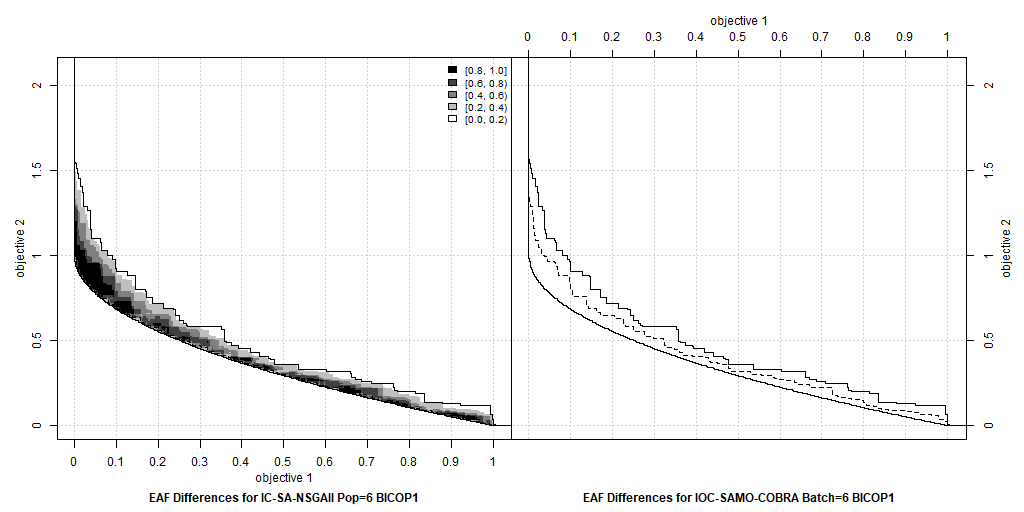 objective 1
0 0.1 0.2 0.3 0.4 0.5 0.6 0.7 0.8 0.9 1
[0.8, 1.0]
[0.6, 0.8)
[0.4, 0.6)
[0.2, 0.4)
[0.0, 0.2)
objective 2
2
1.5
1
0.5
0
2
1.5
1
0.5
0
objective 2
0 0.1 0.2 0.3 0.4 0.5 0.6 0.7 0.8 0.9 1
objective 1
EAF Differences for IC-SA-NSGAII Pop=6 BICOP1
EAF Differences for IOC-SAMO-COBRA Batch=6 BICOP1